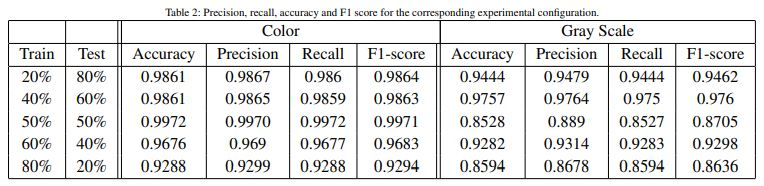 Table 2: Precision, recall, accuracy and F1 score for the corresponding experimental configuration.
Color Gray Scale
Train Test Accuracy Precision Recall F1-score Accuracy Precision Recall F1-score
20% 80% 0.9861 0.9867 0.986 0.9864 0.9444 0.9479 0.9444 0.9462
40% 60% 0.9861 0.9865 0.9859 0.9863 0.9757 0.9764 0.975 0.976
50% 50% 0.9972 0.9970 0.9972 0.9971 0.8528 0.889 0.8527 0.8705
60% 40% 0.9676 0.969 0.9677 0.9683 0.9282 0.9314 0.9283 0.9298
80% 20% 0.9288 0.9299 0.9288 0.9294 0.8594 0.8678 0.8594 0.8636